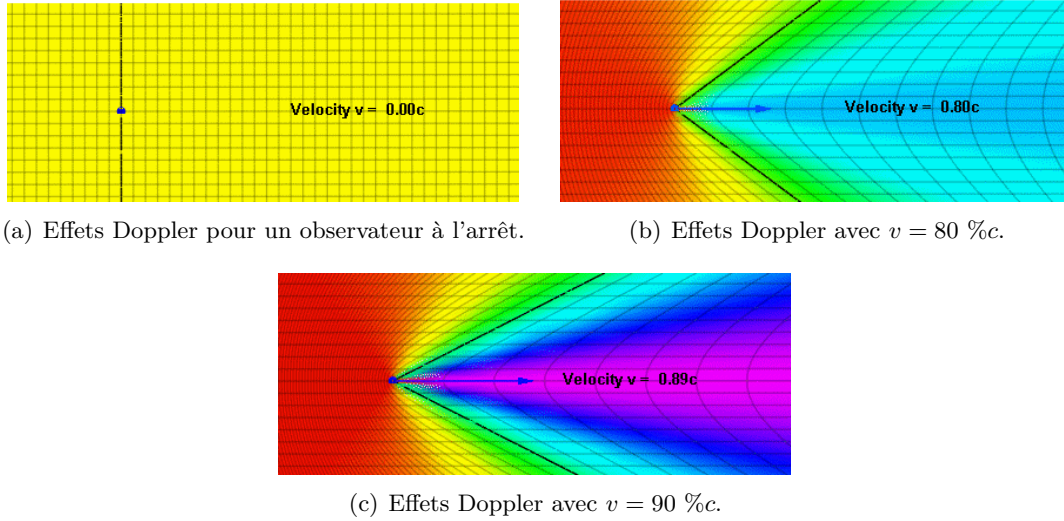 Velocity v = 0.00c
Velocity v = 0.80c
(a) Effets Doppler pour un observateur à l'arrêt.
(b) Effets Doppler avec v = 80 %c.
Velocity v = 0.89c
(c) Effets Doppler avec v = 90 %c.